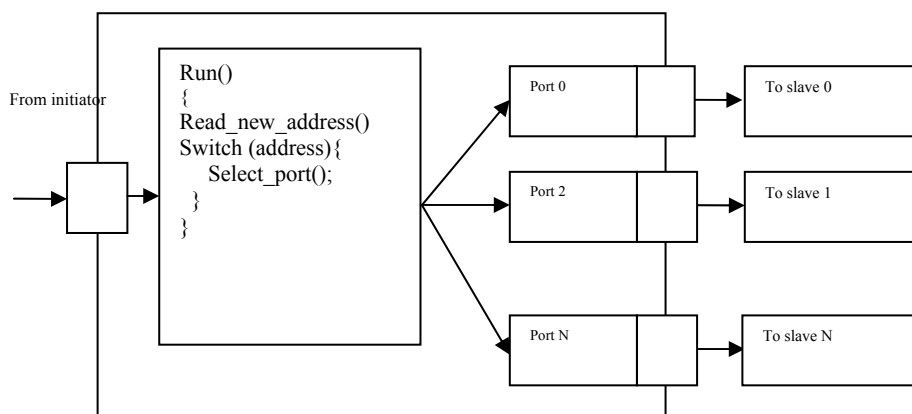 From initiator
Run()
{
Read_new_address()
Switch (address){
Select_port();
}
}
Port 0
To slave 0
Port 2
To slave 1
Port N
To slave N